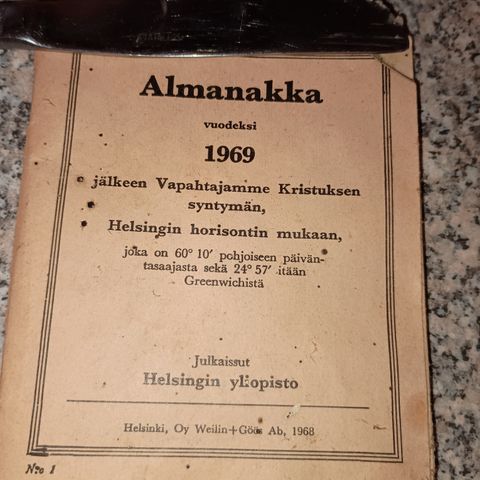 Almanakka
vuodeksi
1969
jälkeen Vapahtajamme Kristuksen
syntymän,
Helsingin horisontin mukaan,
joka on 60° 10′ pohjoiseen päivän-
tasaajasta sekä 24° 57′ itään
Greenwichistä
Julkaissut
Helsingin yliopisto
Helsinki, Oy Weilin+Göös Ab, 1968
N:o 1